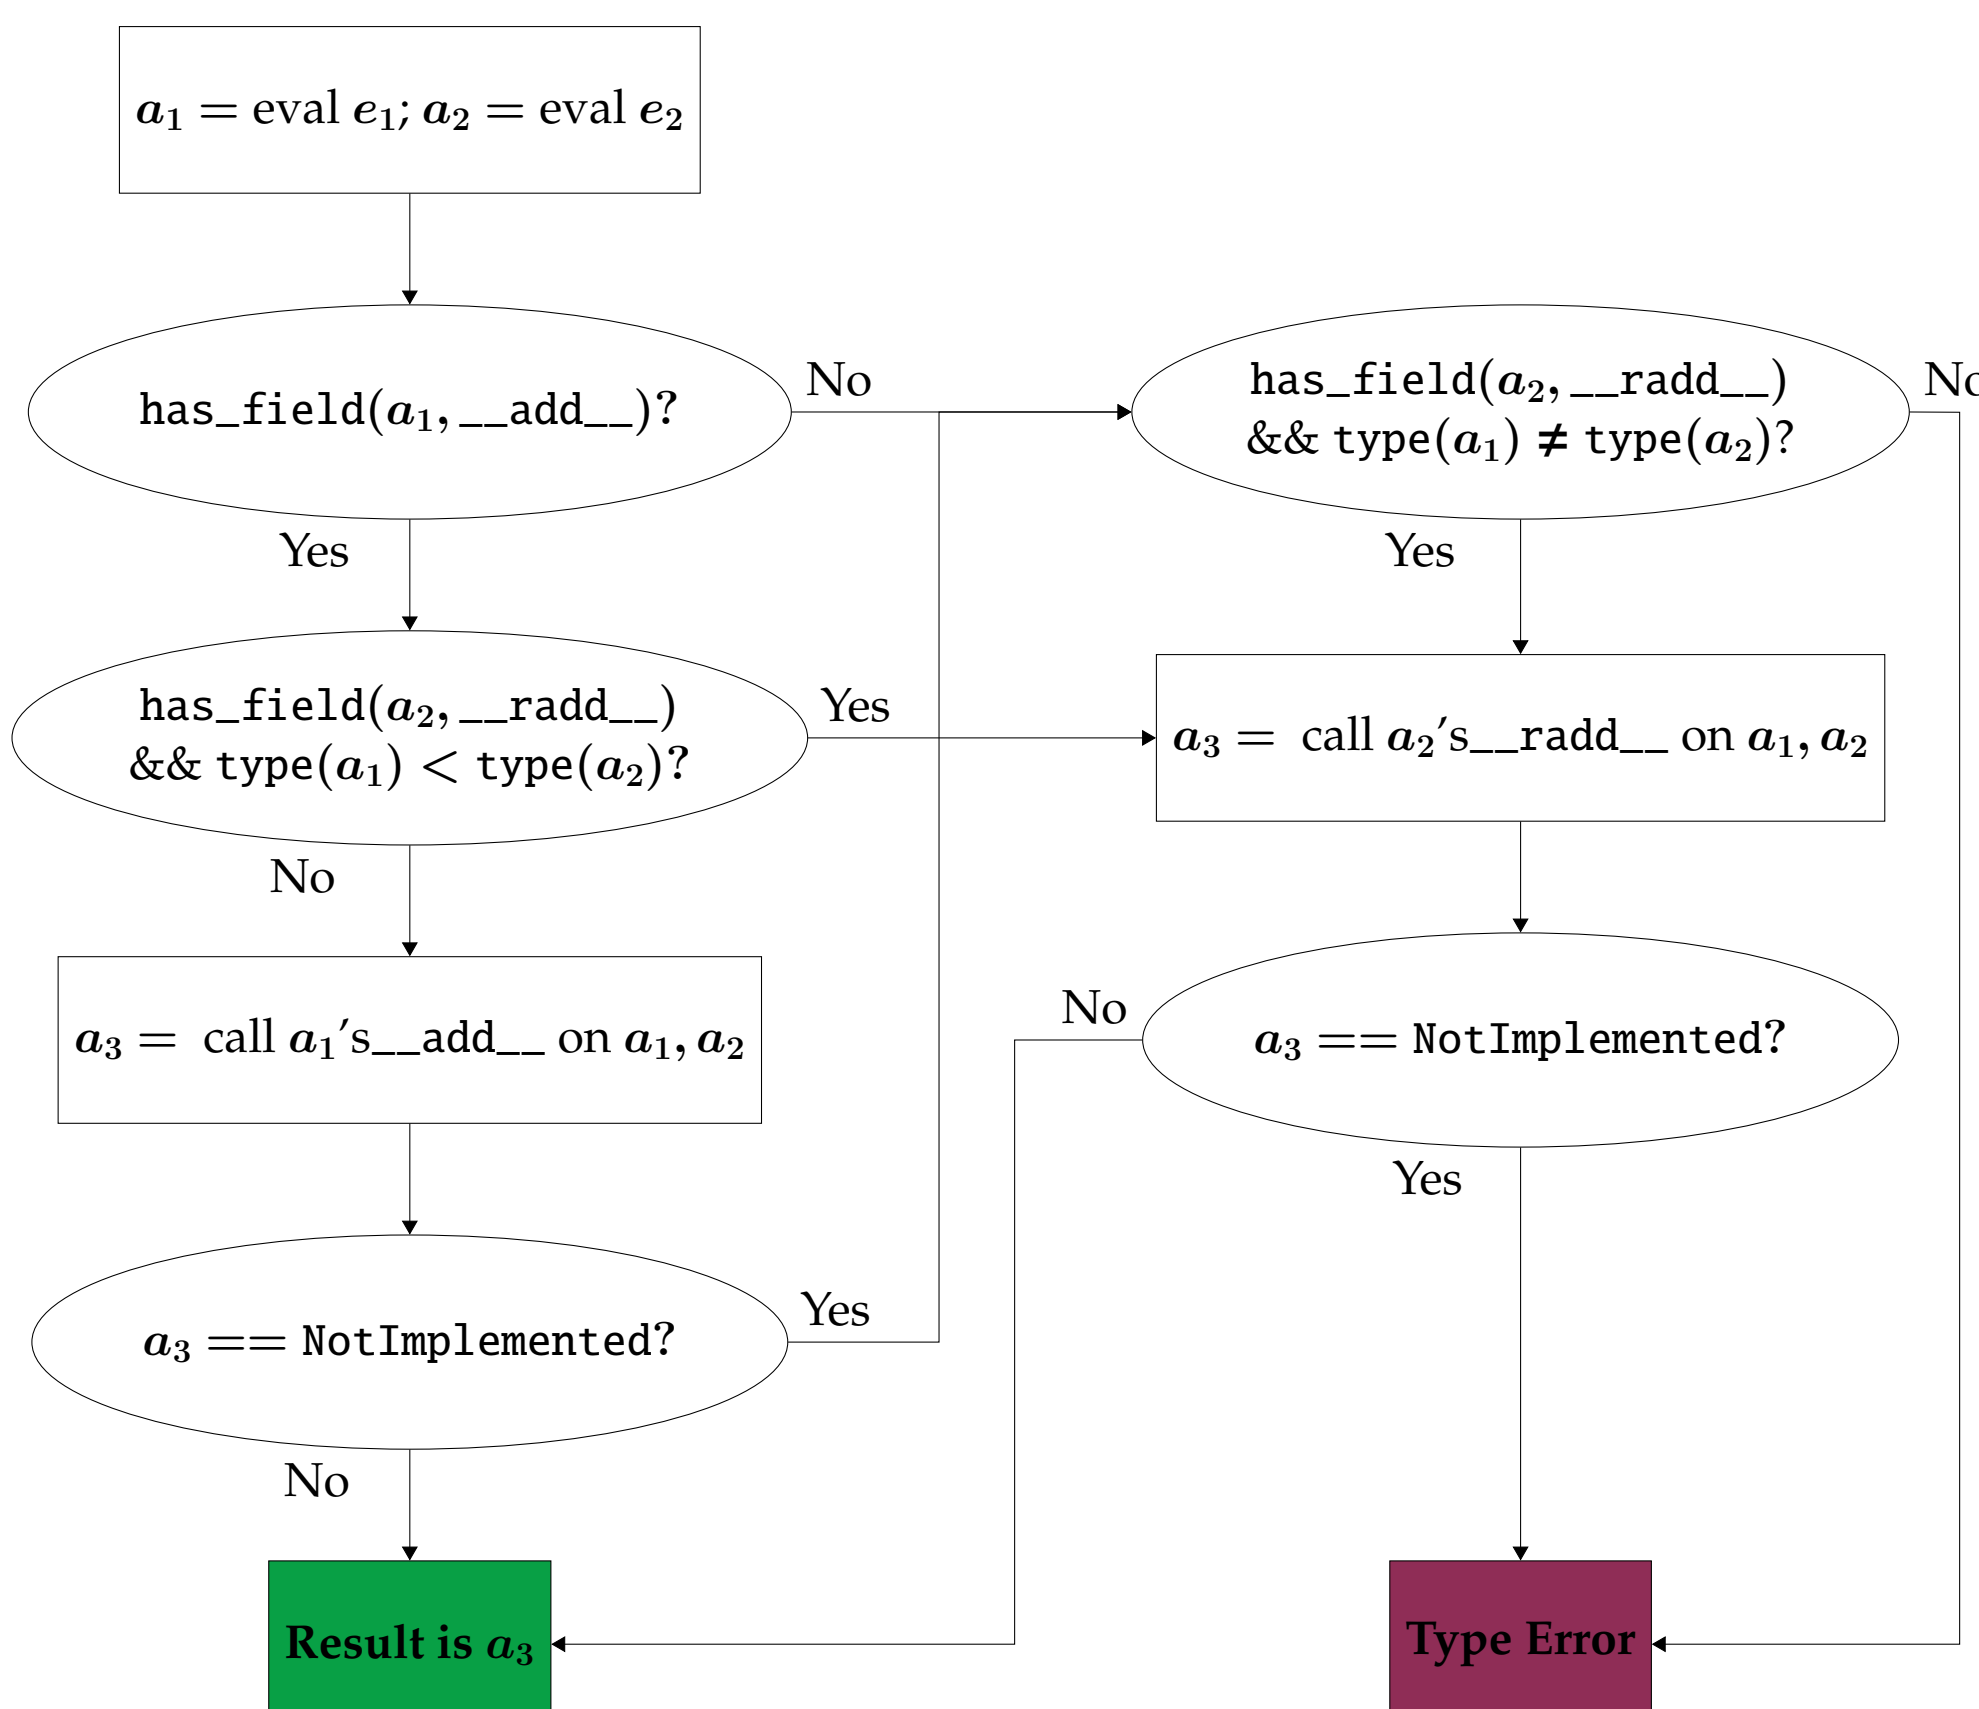 a₁ = eval e₁; a₂ = eval e₂
has_field(a₁, __add__)?
No
Yes
has_field(a₂, __radd__)
&& type(a₁) < type(a₂)?
Yes
No
a₃ = call a₁'s__add__ on a₁, a₂
a₃ == NotImplemented?
Yes
No
Result is a₃
has_field(a₂, __radd__)
&& type(a₁) ≠ type(a₂)?
No
Yes
a₃ = call a₂'s__radd__ on a₁, a₂
a₃ == NotImplemented?
No
Yes
Type Error